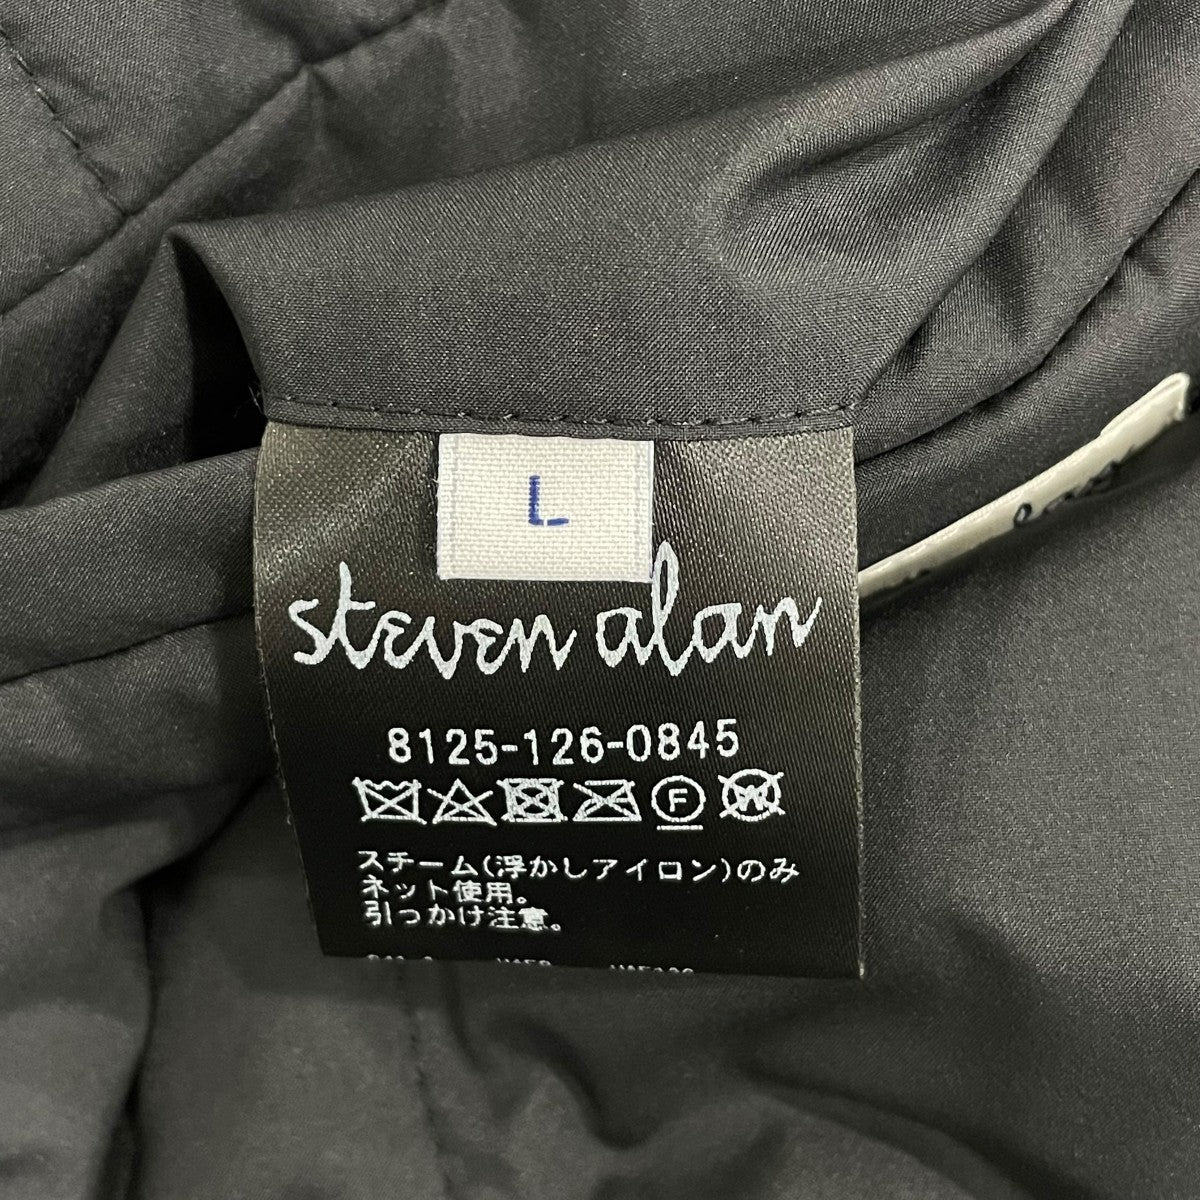 L
steven alan
8125-126-0845
F W
スチーム(浮かしアイロン)のみ
ネット使用。
引っかけ注意。